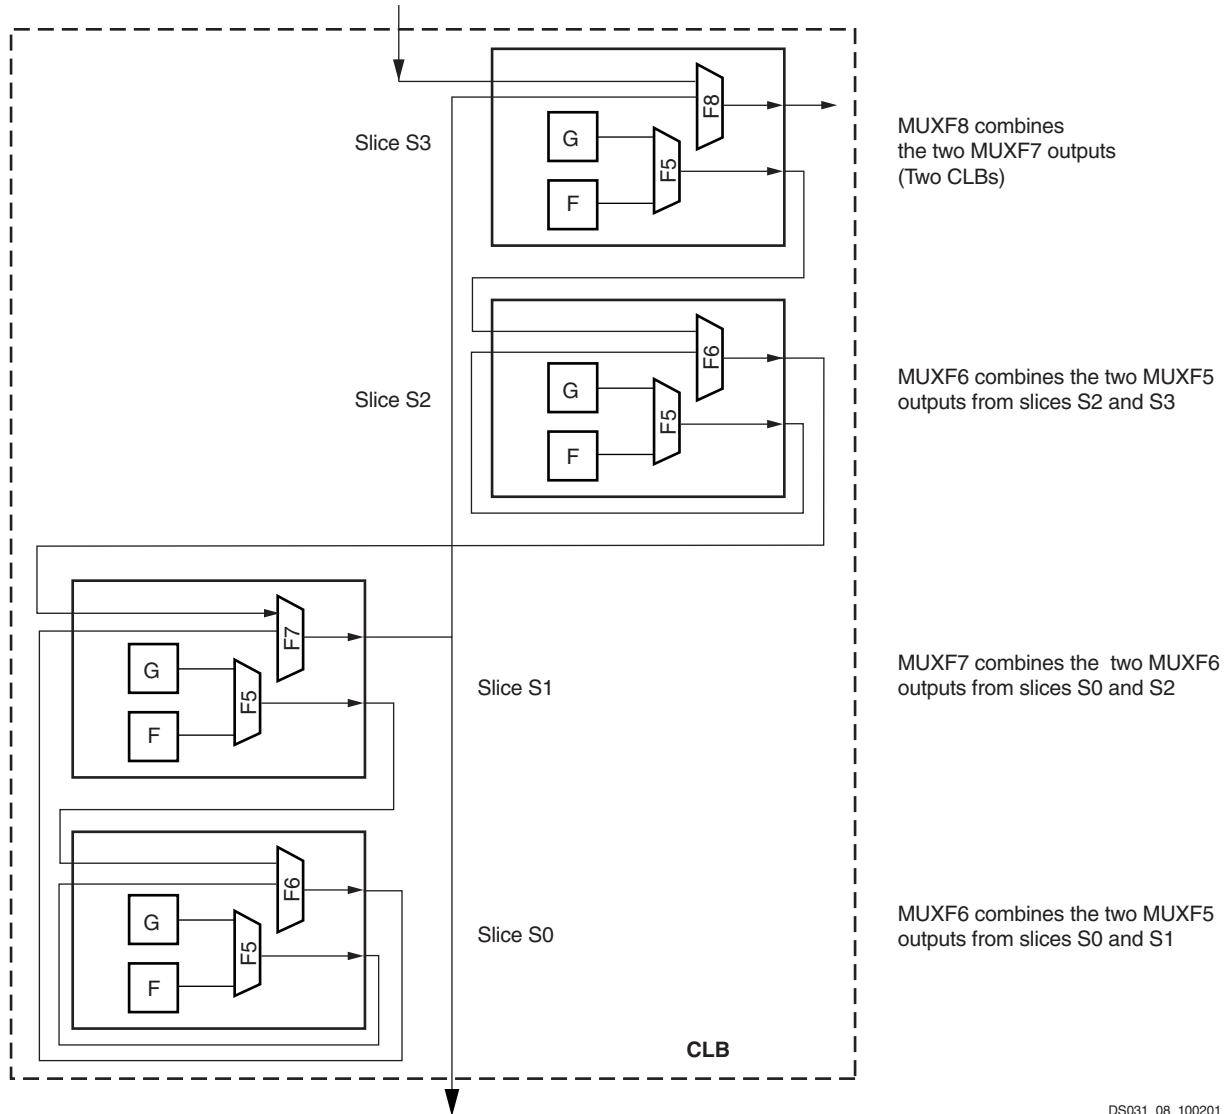 Slice S3
G
F
F5
F8
MUXF8 combines
the two MUXF7 outputs
(Two CLBs)
Slice S2
G
F
F5
F6
MUXF6 combines the two MUXF5
outputs from slices S2 and S3
G
F
F5
F7
Slice S1
MUXF7 combines the two MUXF6
outputs from slices S0 and S2
G
F
F5
F6
Slice S0
MUXF6 combines the two MUXF5
outputs from slices S0 and S1
CLB
DS031_08_100201